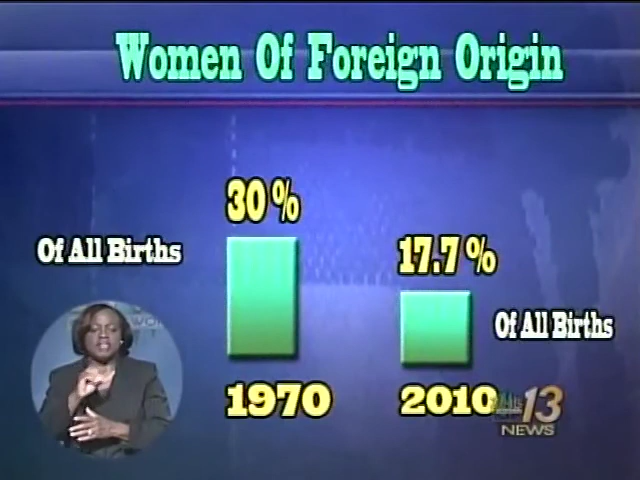 Women Of Foreign Origin
30%
Of All Births
17.7%
Of All Births
1970
2010
13
NEWS